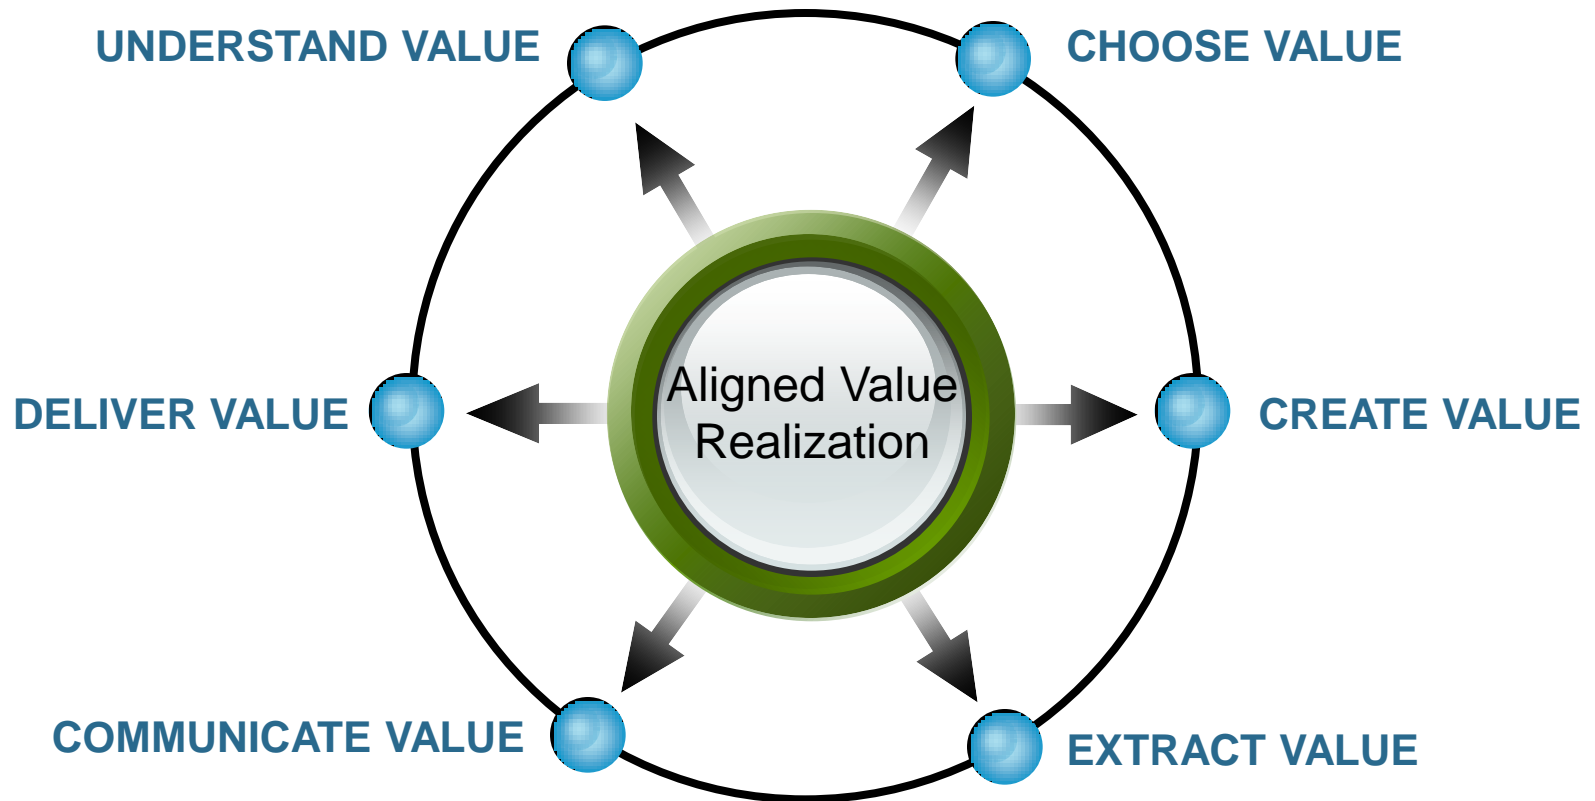 UNDERSTAND VALUE
CHOOSE VALUE
Aligned Value
Realization
DELIVER VALUE
CREATE VALUE
COMMUNICATE VALUE
EXTRACT VALUE